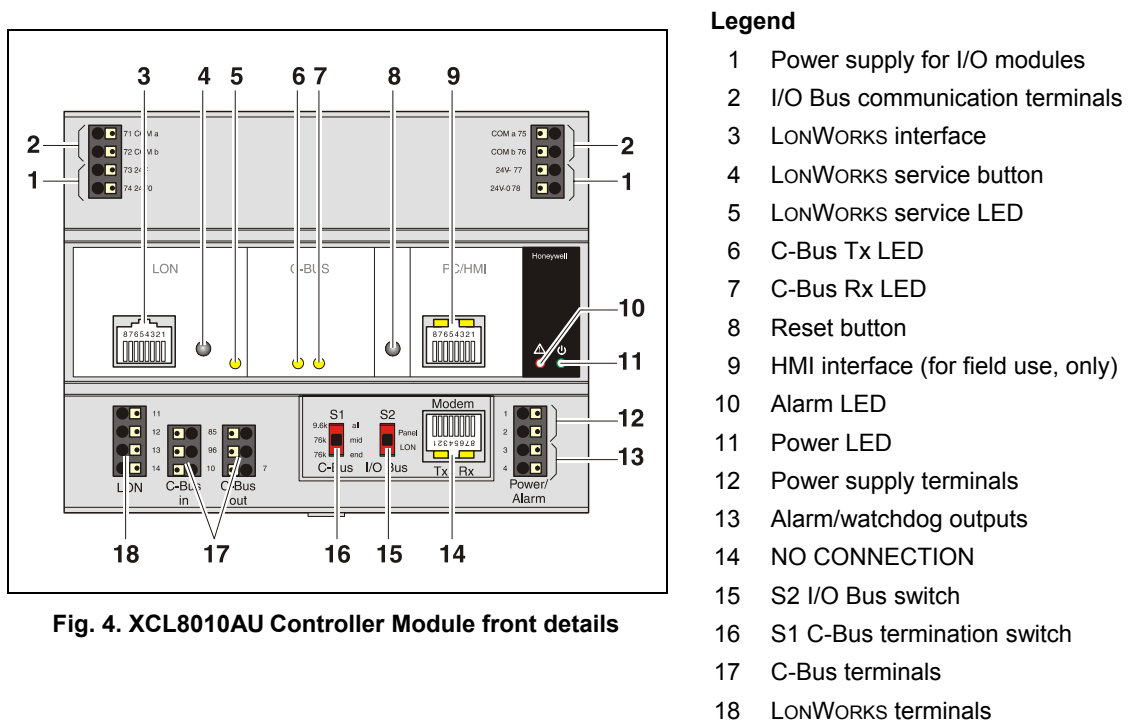 Legend
1 Power supply for I/O modules
2 I/O Bus communication terminals
3 LONWORKS interface
4 LONWORKS service button
5 LONWORKS service LED
6 C-Bus Tx LED
7 C-Bus Rx LED
8 Reset button
9 HMI interface (for field use, only)
10 Alarm LED
11 Power LED
12 Power supply terminals
13 Alarm/watchdog outputs
14 NO CONNECTION
15 S2 I/O Bus switch
16 S1 C-Bus termination switch
17 C-Bus terminals
18 LONWORKS terminals
3 4 5 6 7 8 9
2
1
71 COM a
72 COM b
73 24
74 24
COM a 75
COM b 76
24V- 77
24V-0 78
2
1
LON
C-BUS
PC/HMI
Honeywell
87654321
87654321
10
11
11
12
13
14
LON
85
96
10
7
C-Bus in
C-Bus out
S1
9.6k all
76k mid
76k end
C-Bus
S2
Panel
LON
I/O Bus
Modem
87654321
Tx Rx
1
2
3
4
Power/
Alarm
12
13
18 17 16 15 14
Fig. 4. XCL8010AU Controller Module front details